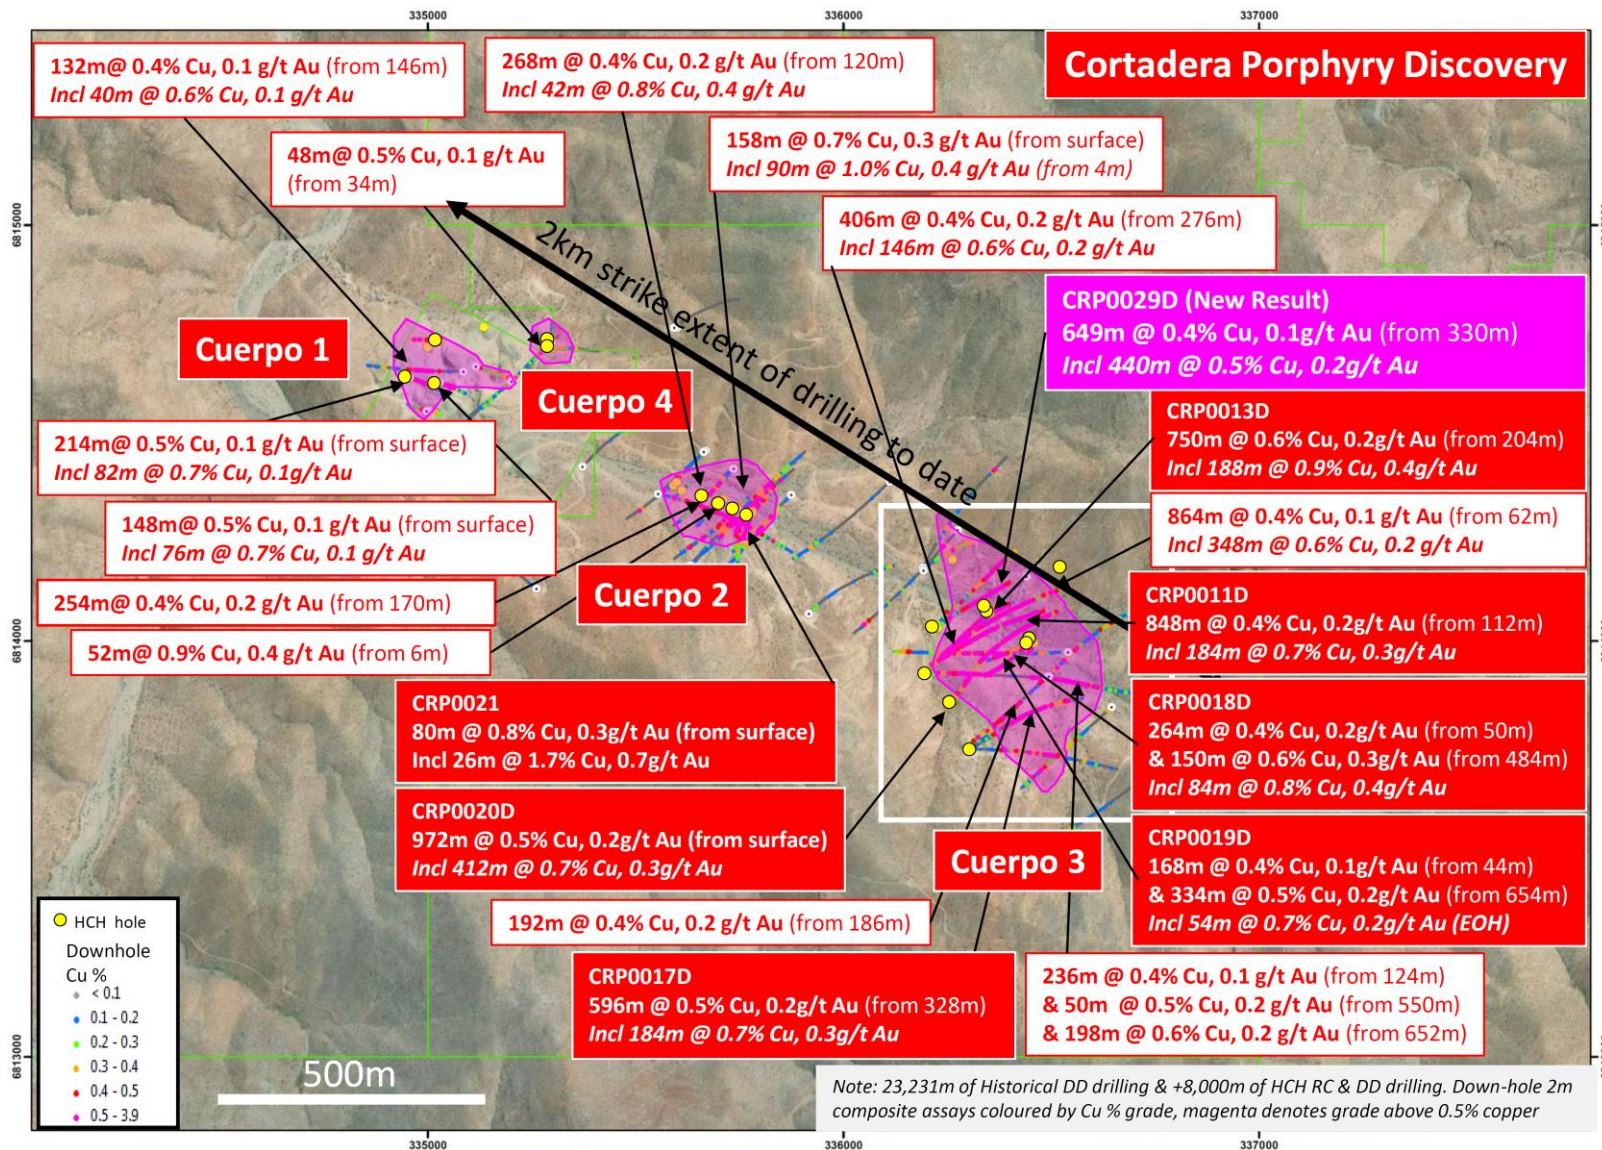 335000
336000
337000
Cortadera Porphyry Discovery
132m@ 0.4% Cu, 0.1 g/t Au (from 146m)
Incl 40m @ 0.6% Cu, 0.1 g/t Au
268m @ 0.4% Cu, 0.2 g/t Au (from 120m)
Incl 42m @ 0.8% Cu, 0.4 g/t Au
48m@ 0.5% Cu, 0.1 g/t Au
(from 34m)
158m @ 0.7% Cu, 0.3 g/t Au (from surface)
Incl 90m @ 1.0% Cu, 0.4 g/t Au (from 4m)
406m @ 0.4% Cu, 0.2 g/t Au (from 276m)
Incl 146m @ 0.6% Cu, 0.2 g/t Au
6815000
2km strike extent of drilling to date
CRP0029D (New Result)
649m @ 0.4% Cu, 0.1g/t Au (from 330m)
Incl 440m @ 0.5% Cu, 0.2g/t Au
Cuerpo 1
Cuerpo 4
CRP0013D
750m @ 0.6% Cu, 0.2g/t Au (from 204m)
Incl 188m @ 0.9% Cu, 0.4g/t Au
214m@ 0.5% Cu, 0.1 g/t Au (from surface)
Incl 82m @ 0.7% Cu, 0.1g/t Au
864m @ 0.4% Cu, 0.1 g/t Au (from 62m)
Incl 348m @ 0.6% Cu, 0.2 g/t Au
148m@ 0.5% Cu, 0.1 g/t Au (from surface)
Incl 76m @ 0.7% Cu, 0.1 g/t Au
Cuerpo 2
254m@ 0.4% Cu, 0.2 g/t Au (from 170m)
52m@ 0.9% Cu, 0.4 g/t Au (from 6m)
6814000
CRP0011D
848m @ 0.4% Cu, 0.2g/t Au (from 112m)
Incl 184m @ 0.7% Cu, 0.3g/t Au
CRP0021
80m @ 0.8% Cu, 0.3g/t Au (from surface)
Incl 26m @ 1.7% Cu, 0.7g/t Au
CRP0018D
264m @ 0.4% Cu, 0.2g/t Au (from 50m)
& 150m @ 0.6% Cu, 0.3g/t Au (from 484m)
Incl 84m @ 0.8% Cu, 0.4g/t Au
CRP0020D
972m @ 0.5% Cu, 0.2g/t Au (from surface)
Incl 412m @ 0.7% Cu, 0.3g/t Au
Cuerpo 3
CRP0019D
168m @ 0.4% Cu, 0.1g/t Au (from 44m)
& 334m @ 0.5% Cu, 0.2g/t Au (from 654m)
Incl 54m @ 0.7% Cu, 0.2g/t Au (EOH)
192m @ 0.4% Cu, 0.2 g/t Au (from 186m)
CRP0017D
596m @ 0.5% Cu, 0.2g/t Au (from 328m)
Incl 184m @ 0.7% Cu, 0.3g/t Au
236m @ 0.4% Cu, 0.1 g/t Au (from 124m)
& 50m @ 0.5% Cu, 0.2 g/t Au (from 550m)
& 198m @ 0.6% Cu, 0.2 g/t Au (from 652m)
HCH hole
Downhole
Cu %
< 0.1
0.1 - 0.2
0.2 - 0.3
0.3 - 0.4
0.4 - 0.5
0.5 - 3.9
6813000
500m
Note: 23,231m of Historical DD drilling & +8,000m of HCH RC & DD drilling. Down-hole 2m
composite assays coloured by Cu % grade, magenta denotes grade above 0.5% copper
335000
336000
337000